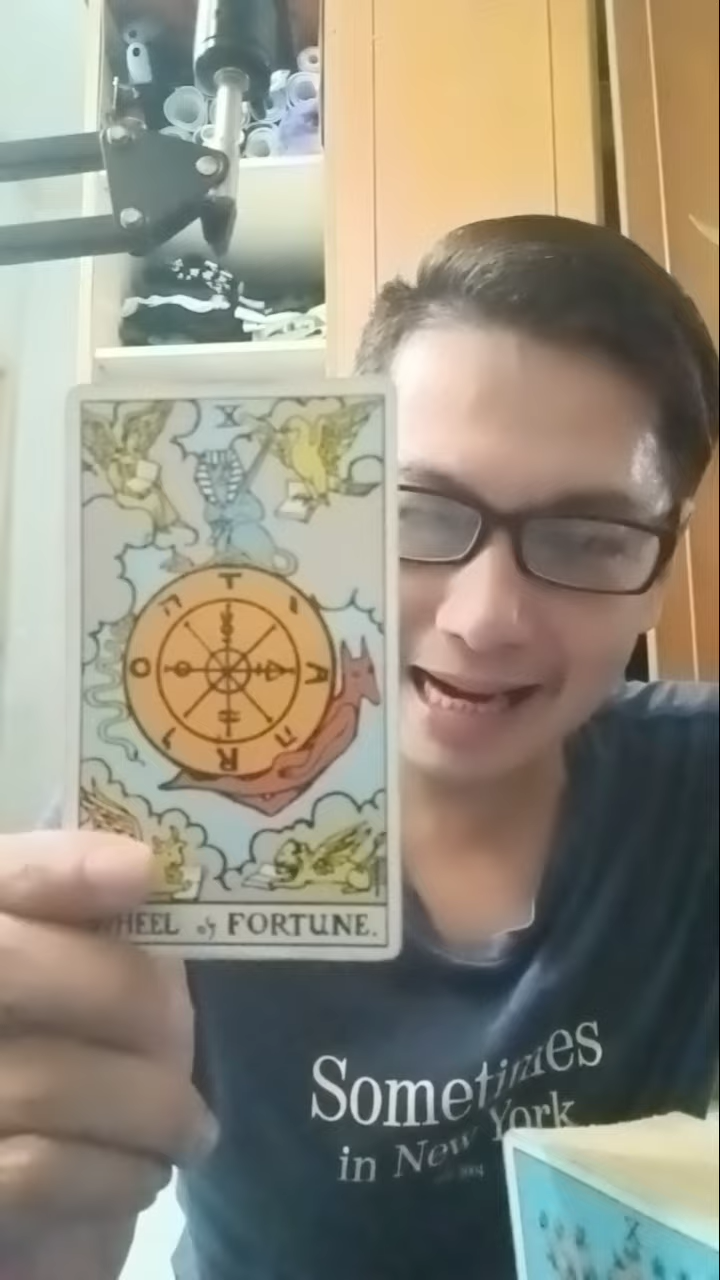 X
T
ה י
O A
ו ה
R
WHEEL of FORTUNE.
Sometimes
in New York
X